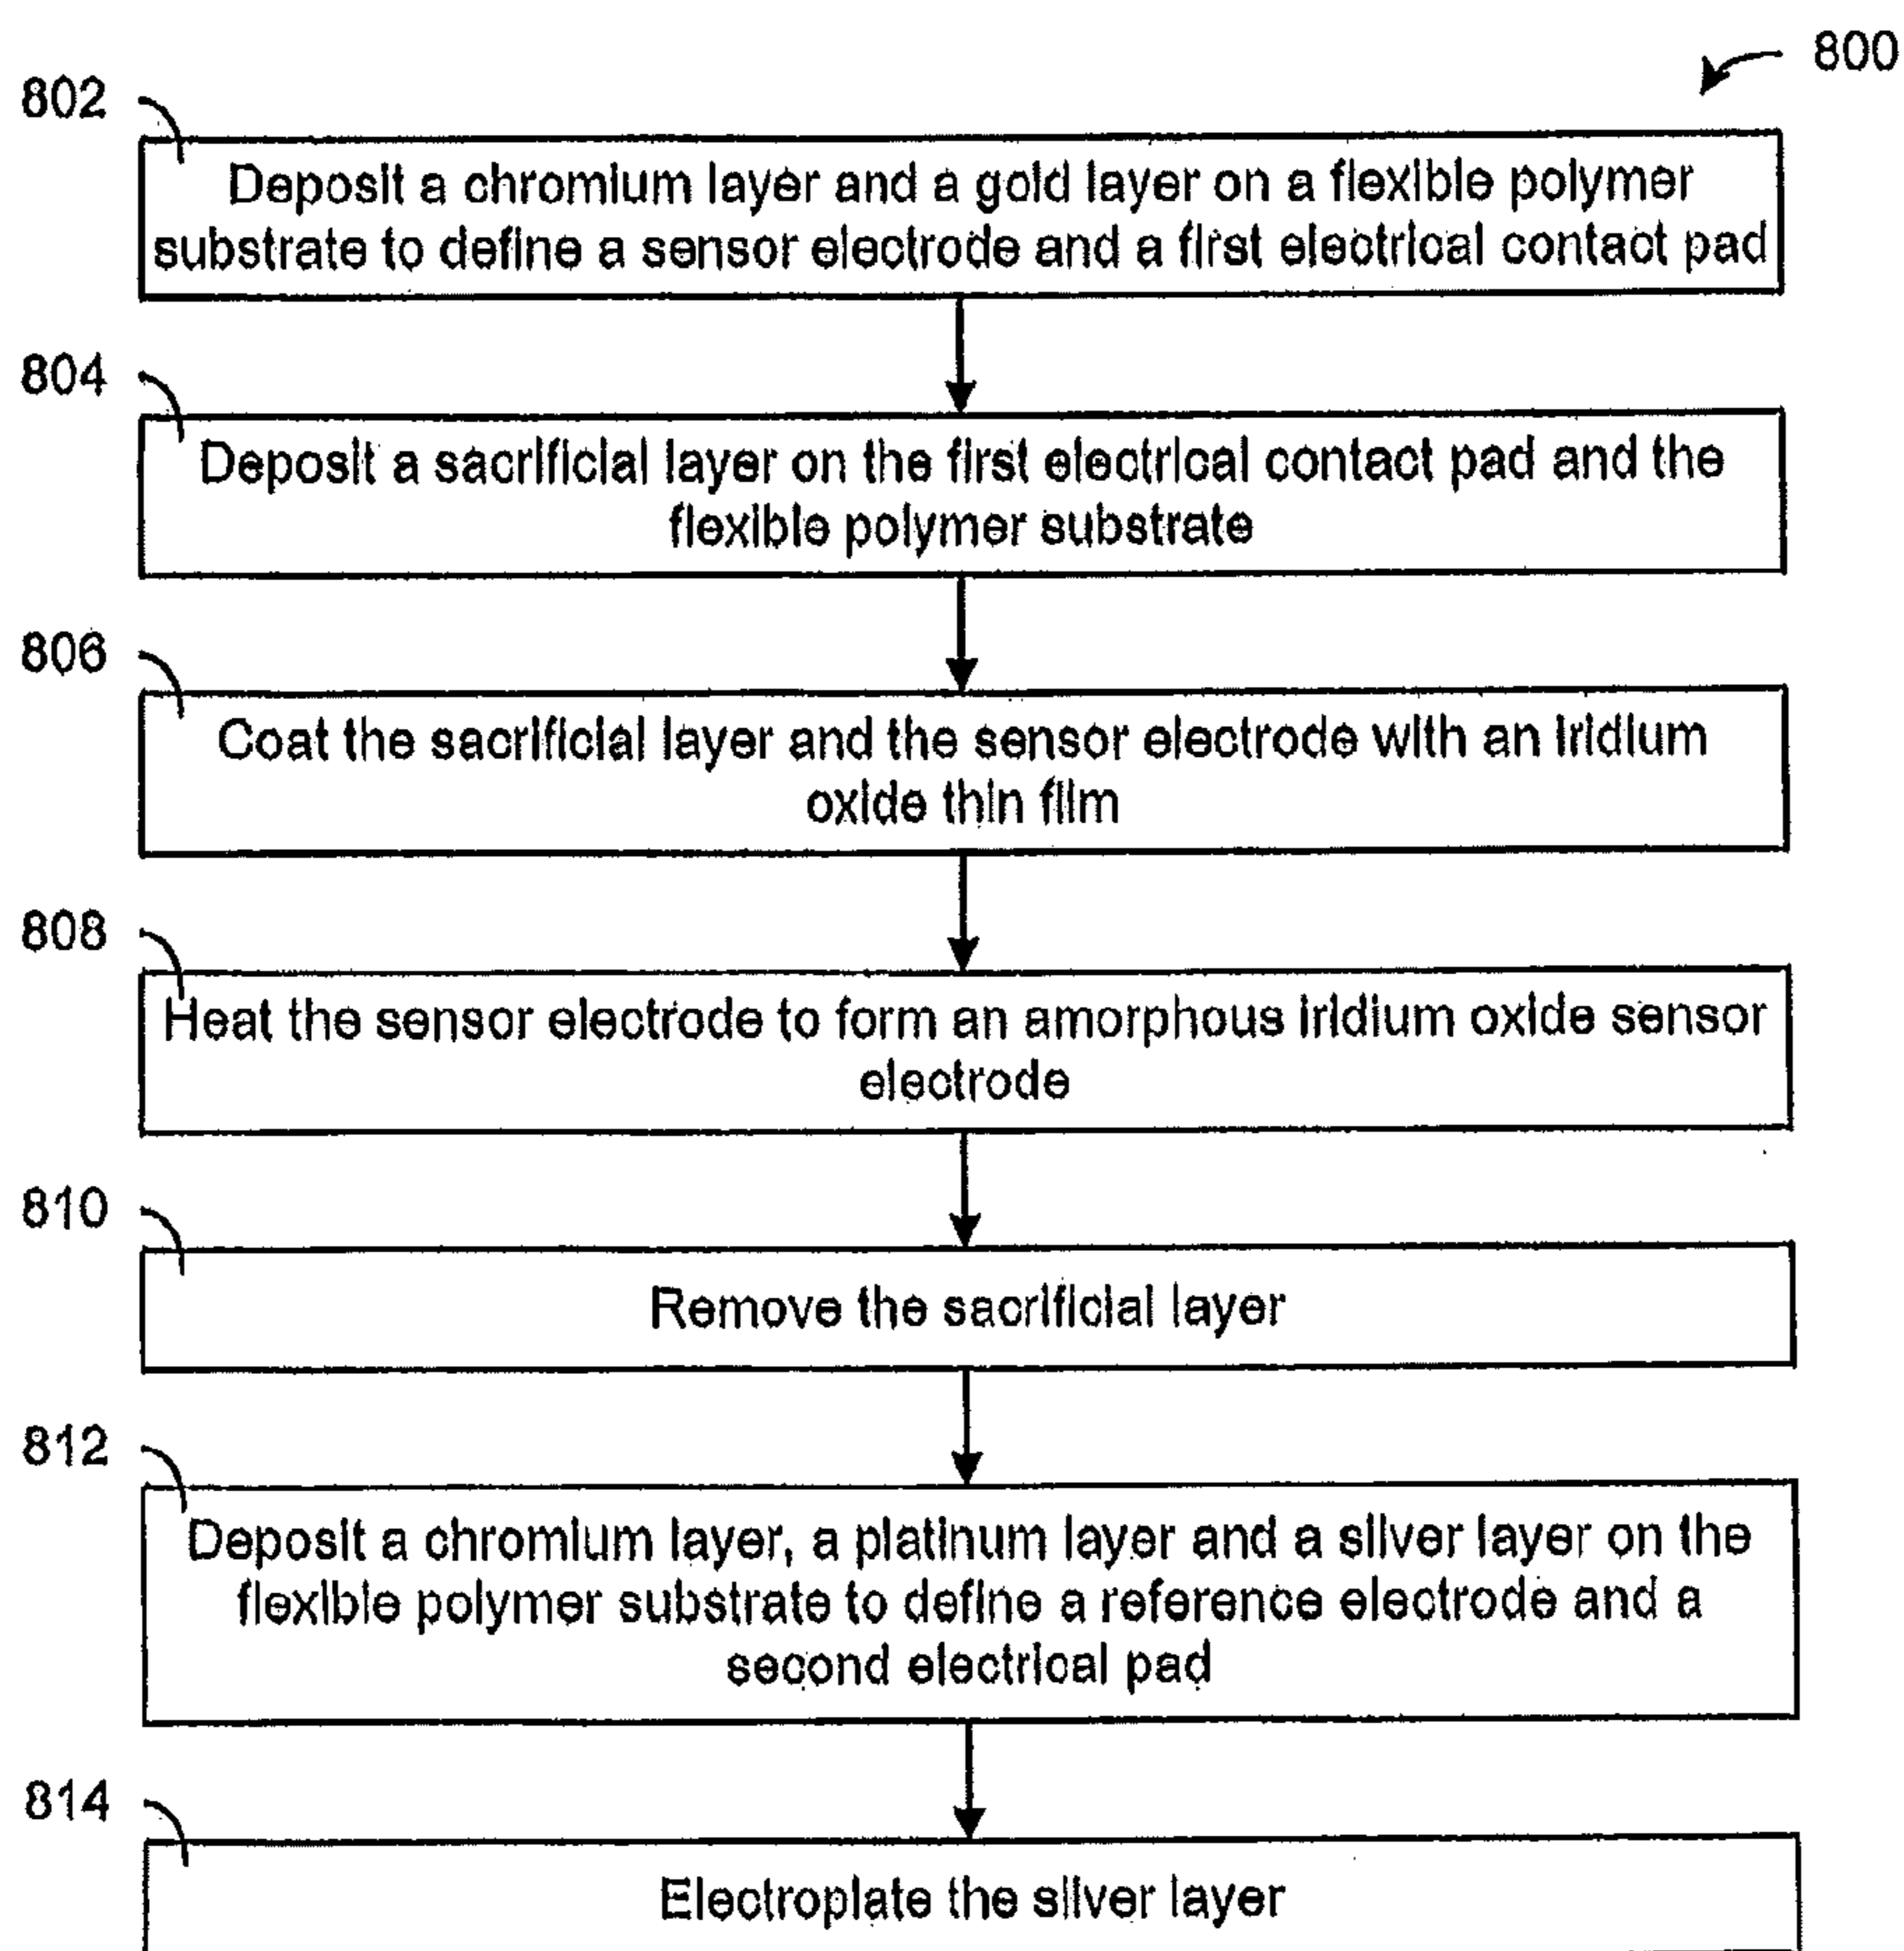 800
802
Deposit a chromium layer and a gold layer on a flexible polymer
substrate to define a sensor electrode and a first electrical contact pad
804
Deposit a sacrificial layer on the first electrical contact pad and the
flexible polymer substrate
806
Coat the sacrificial layer and the sensor electrode with an iridium
oxide thin film
808
Heat the sensor electrode to form an amorphous iridium oxide sensor
electrode
810
Remove the sacrificial layer
812
Deposit a chromium layer, a platinum layer and a silver layer on the
flexible polymer substrate to define a reference electrode and a
second electrical pad
814
Electroplate the silver layer